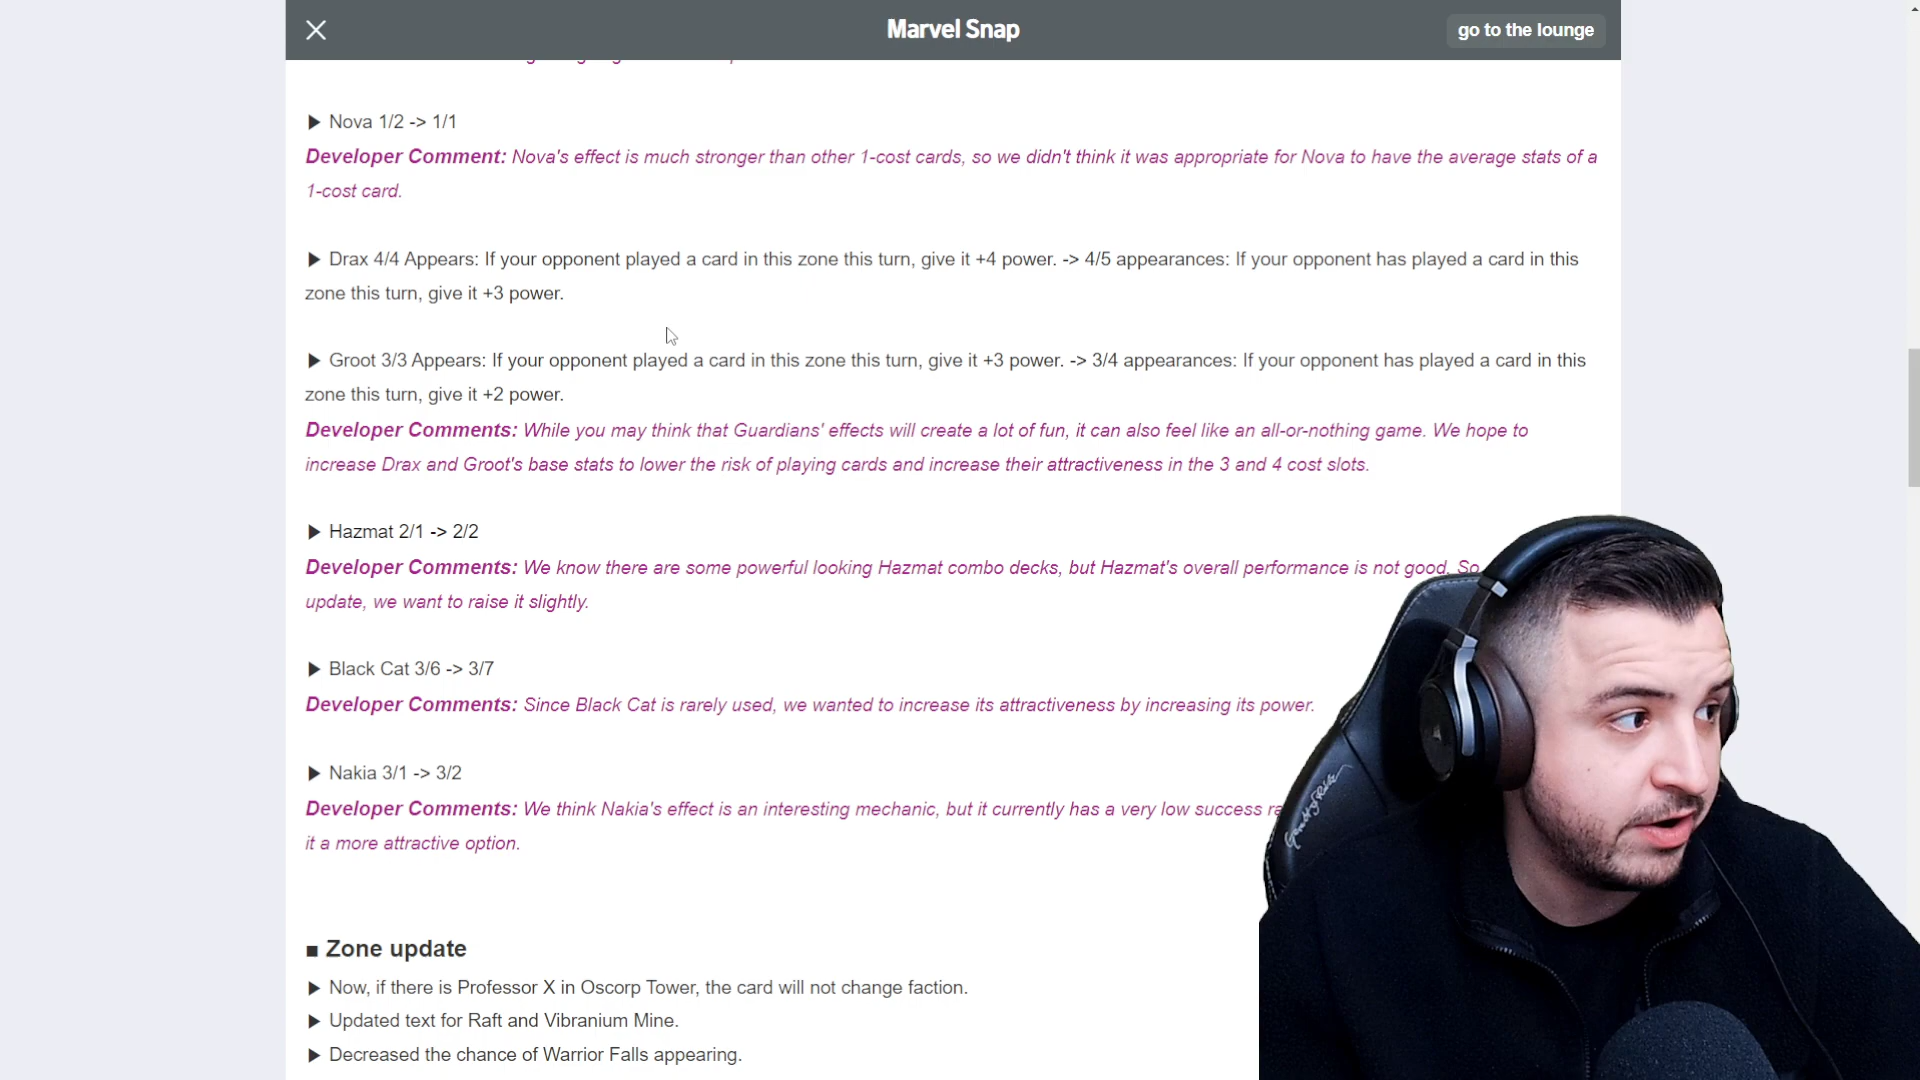 Marvel Snap
go to the lounge
▶ Nova 1/2 -> 1/1
Developer Comment: Nova's effect is much stronger than other 1-cost cards, so we didn't think it was appropriate for Nova to have the average stats of a
1-cost card.
▶ Drax 4/4 Appears: If your opponent played a card in this zone this turn, give it +4 power. -> 4/5 appearances: If your opponent has played a card in this
zone this turn, give it +3 power.
▶ Groot 3/3 Appears: If your opponent played a card in this zone this turn, give it +3 power. -> 3/4 appearances: If your opponent has played a card in this
zone this turn, give it +2 power.
Developer Comments: While you may think that Guardians' effects will create a lot of fun, it can also feel like an all-or-nothing game. We hope to
increase Drax and Groot's base stats to lower the risk of playing cards and increase their attractiveness in the 3 and 4 cost slots.
▶ Hazmat 2/1 -> 2/2
Developer Comments: We know there are some powerful looking Hazmat combo decks, but Hazmat's overall performance is not good. So
update, we want to raise it slightly.
▶ Black Cat 3/6 -> 3/7
Developer Comments: Since Black Cat is rarely used, we wanted to increase its attractiveness by increasing its power.
▶ Nakia 3/1 -> 3/2
Developer Comments: We think Nakia's effect is an interesting mechanic, but it currently has a very low success
it a more attractive option.
■ Zone update
▶ Now, if there is Professor X in Oscorp Tower, the card will not change faction.
▶ Updated text for Raft and Vibranium Mine.
▶ Decreased the chance of Warrior Falls appearing.